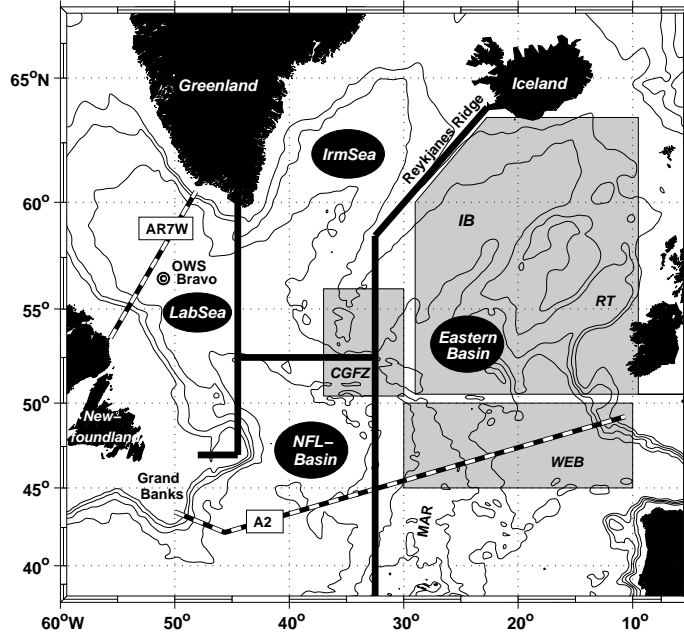 65°N
Greenland
Iceland
IrmSea
Reykjanes Ridge
60°
AR7W
IB
OWS
Bravo
©
55°
LabSea
RT
Eastern
Basin
CGFZ
50°
New–
foundland
NFL–
Basin
Grand
Banks
WEB
45°
A2
MAR
40°
60°W
50°
40°
30°
20°
10°